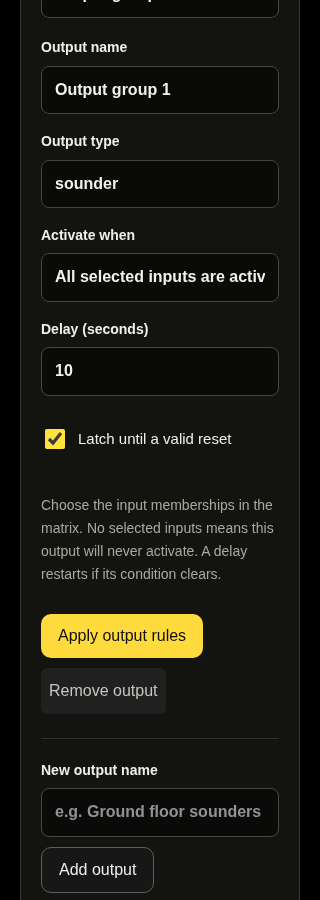 Output name
Output group 1
Output type
sounder
Activate when
All selected inputs are activ
Delay (seconds)
10
Latch until a valid reset
Choose the input memberships in the
matrix. No selected inputs means this
output will never activate. A delay
restarts if its condition clears.
Apply output rules
Remove output
New output name
e.g. Ground floor sounders
Add output